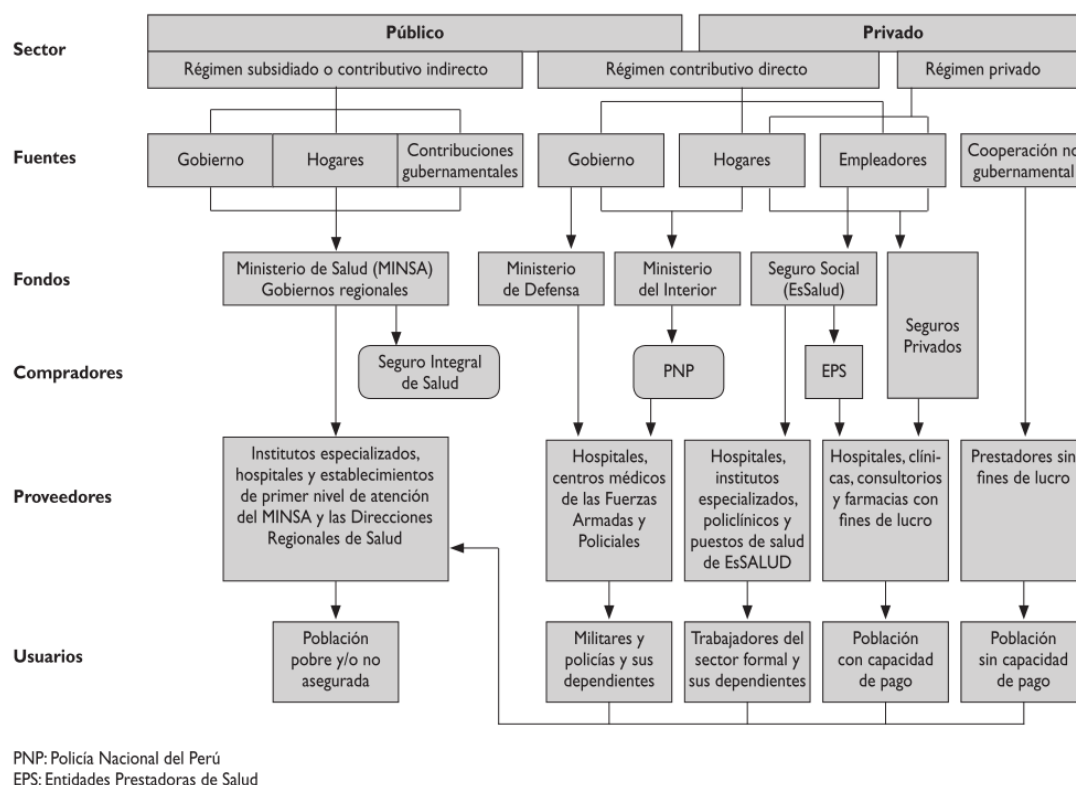 Sector
Público
Privado
Régimen subsidiado o contributivo indirecto
Régimen contributivo directo
Régimen privado
Fuentes
Gobierno
Hogares
Contribuciones
gubernamentales
Gobierno
Hogares
Empleadores
Cooperación no
gubernamental
Fondos
Ministerio de Salud (MINSA)
Gobiernos regionales
Ministerio
de Defensa
Ministerio
del Interior
Seguro Social
(EsSalud)
Seguros
Privados
Compradores
Seguro Integral
de Salud
PNP
EPS
Proveedores
Institutos especializados,
hospitales y establecimientos
de primer nivel de atención
del MINSA y las Direcciones
Regionales de Salud
Hospitales,
centros médicos
de las Fuerzas
Armadas y
Policiales
Hospitales,
institutos
especializados,
policlínicos y
puestos de salud
de EsSALUD
Hospitales, clíni-
cas, consultorios
y farmacias con
fines de lucro
Prestadores sin
fines de lucro
Usuarios
Población
pobre y/o no
asegurada
Militares y
policías y sus
dependientes
Trabajadores del
sector formal y
sus dependientes
Población
con capacidad
de pago
Población
sin capacidad
de pago
PNP: Policía Nacional del Perú
EPS: Entidades Prestadoras de Salud